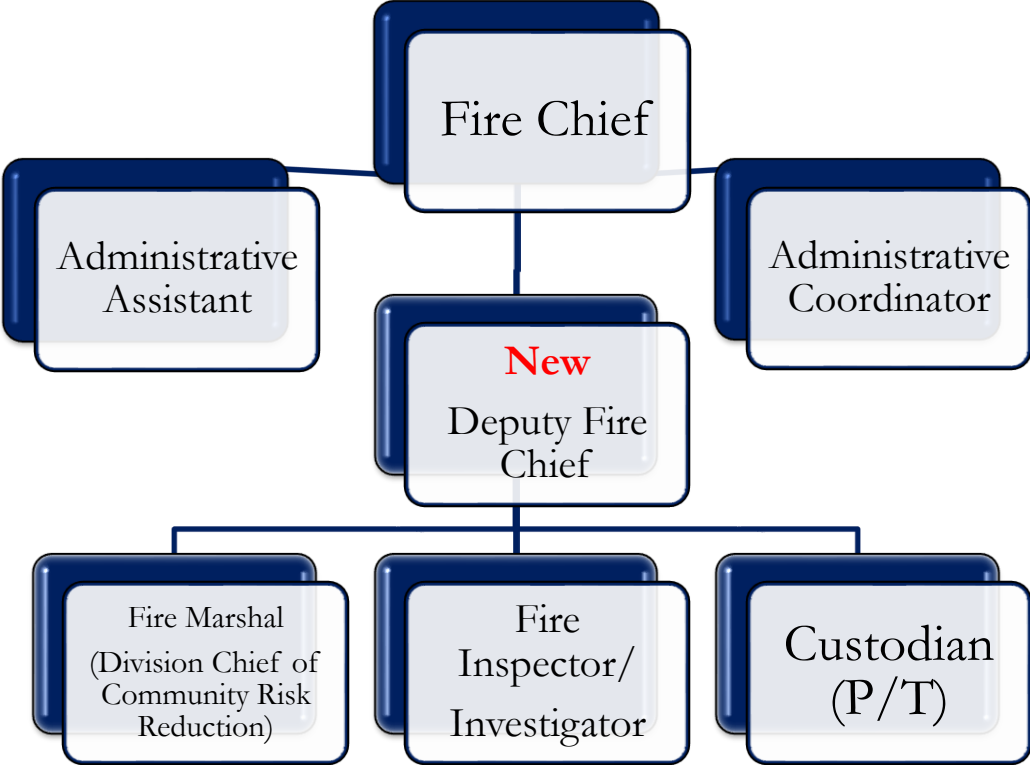 Fire Chief
Administrative
Assistant
Administrative
Coordinator
New
Deputy Fire
Chief
Fire Marshal
(Division Chief of
Community Risk
Reduction)
Fire
Inspector/
Investigator
Custodian
(P/T)